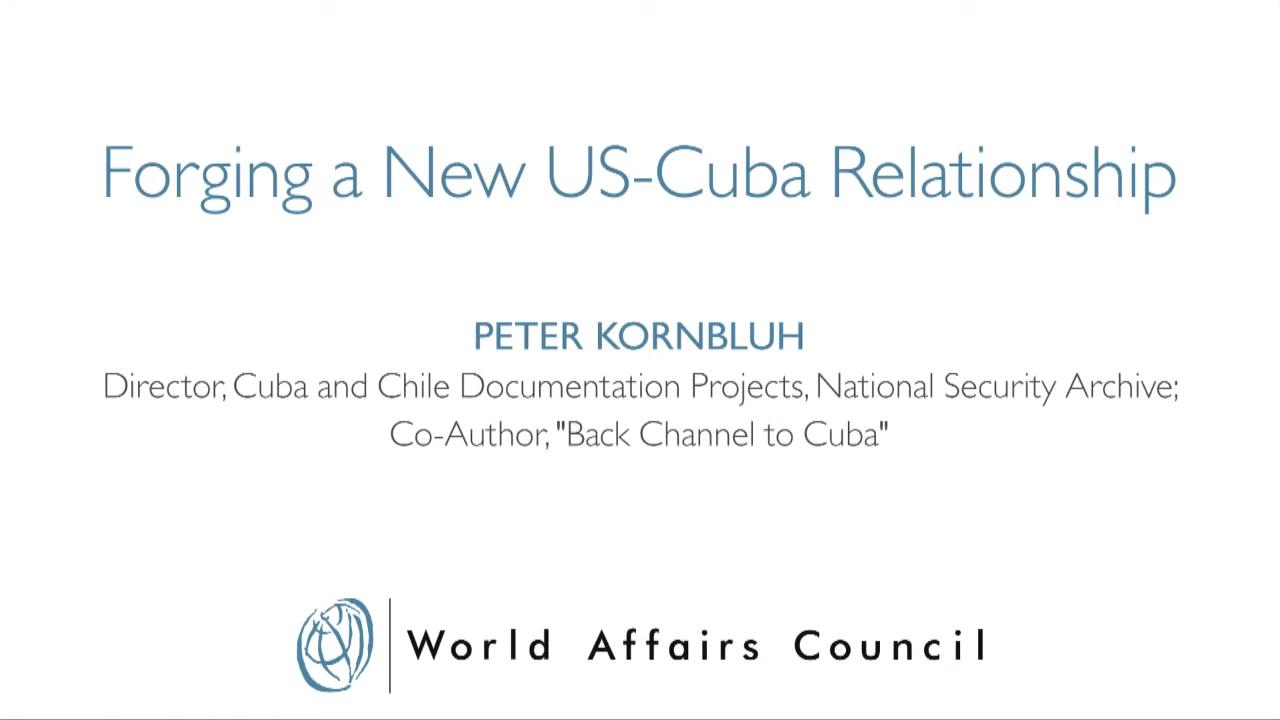 Forging a New US-Cuba Relationship
PETER KORNBLUH
Director, Cuba and Chile Documentation Projects, National Security Archive;
Co-Author, "Back Channel to Cuba"
World Affairs Council